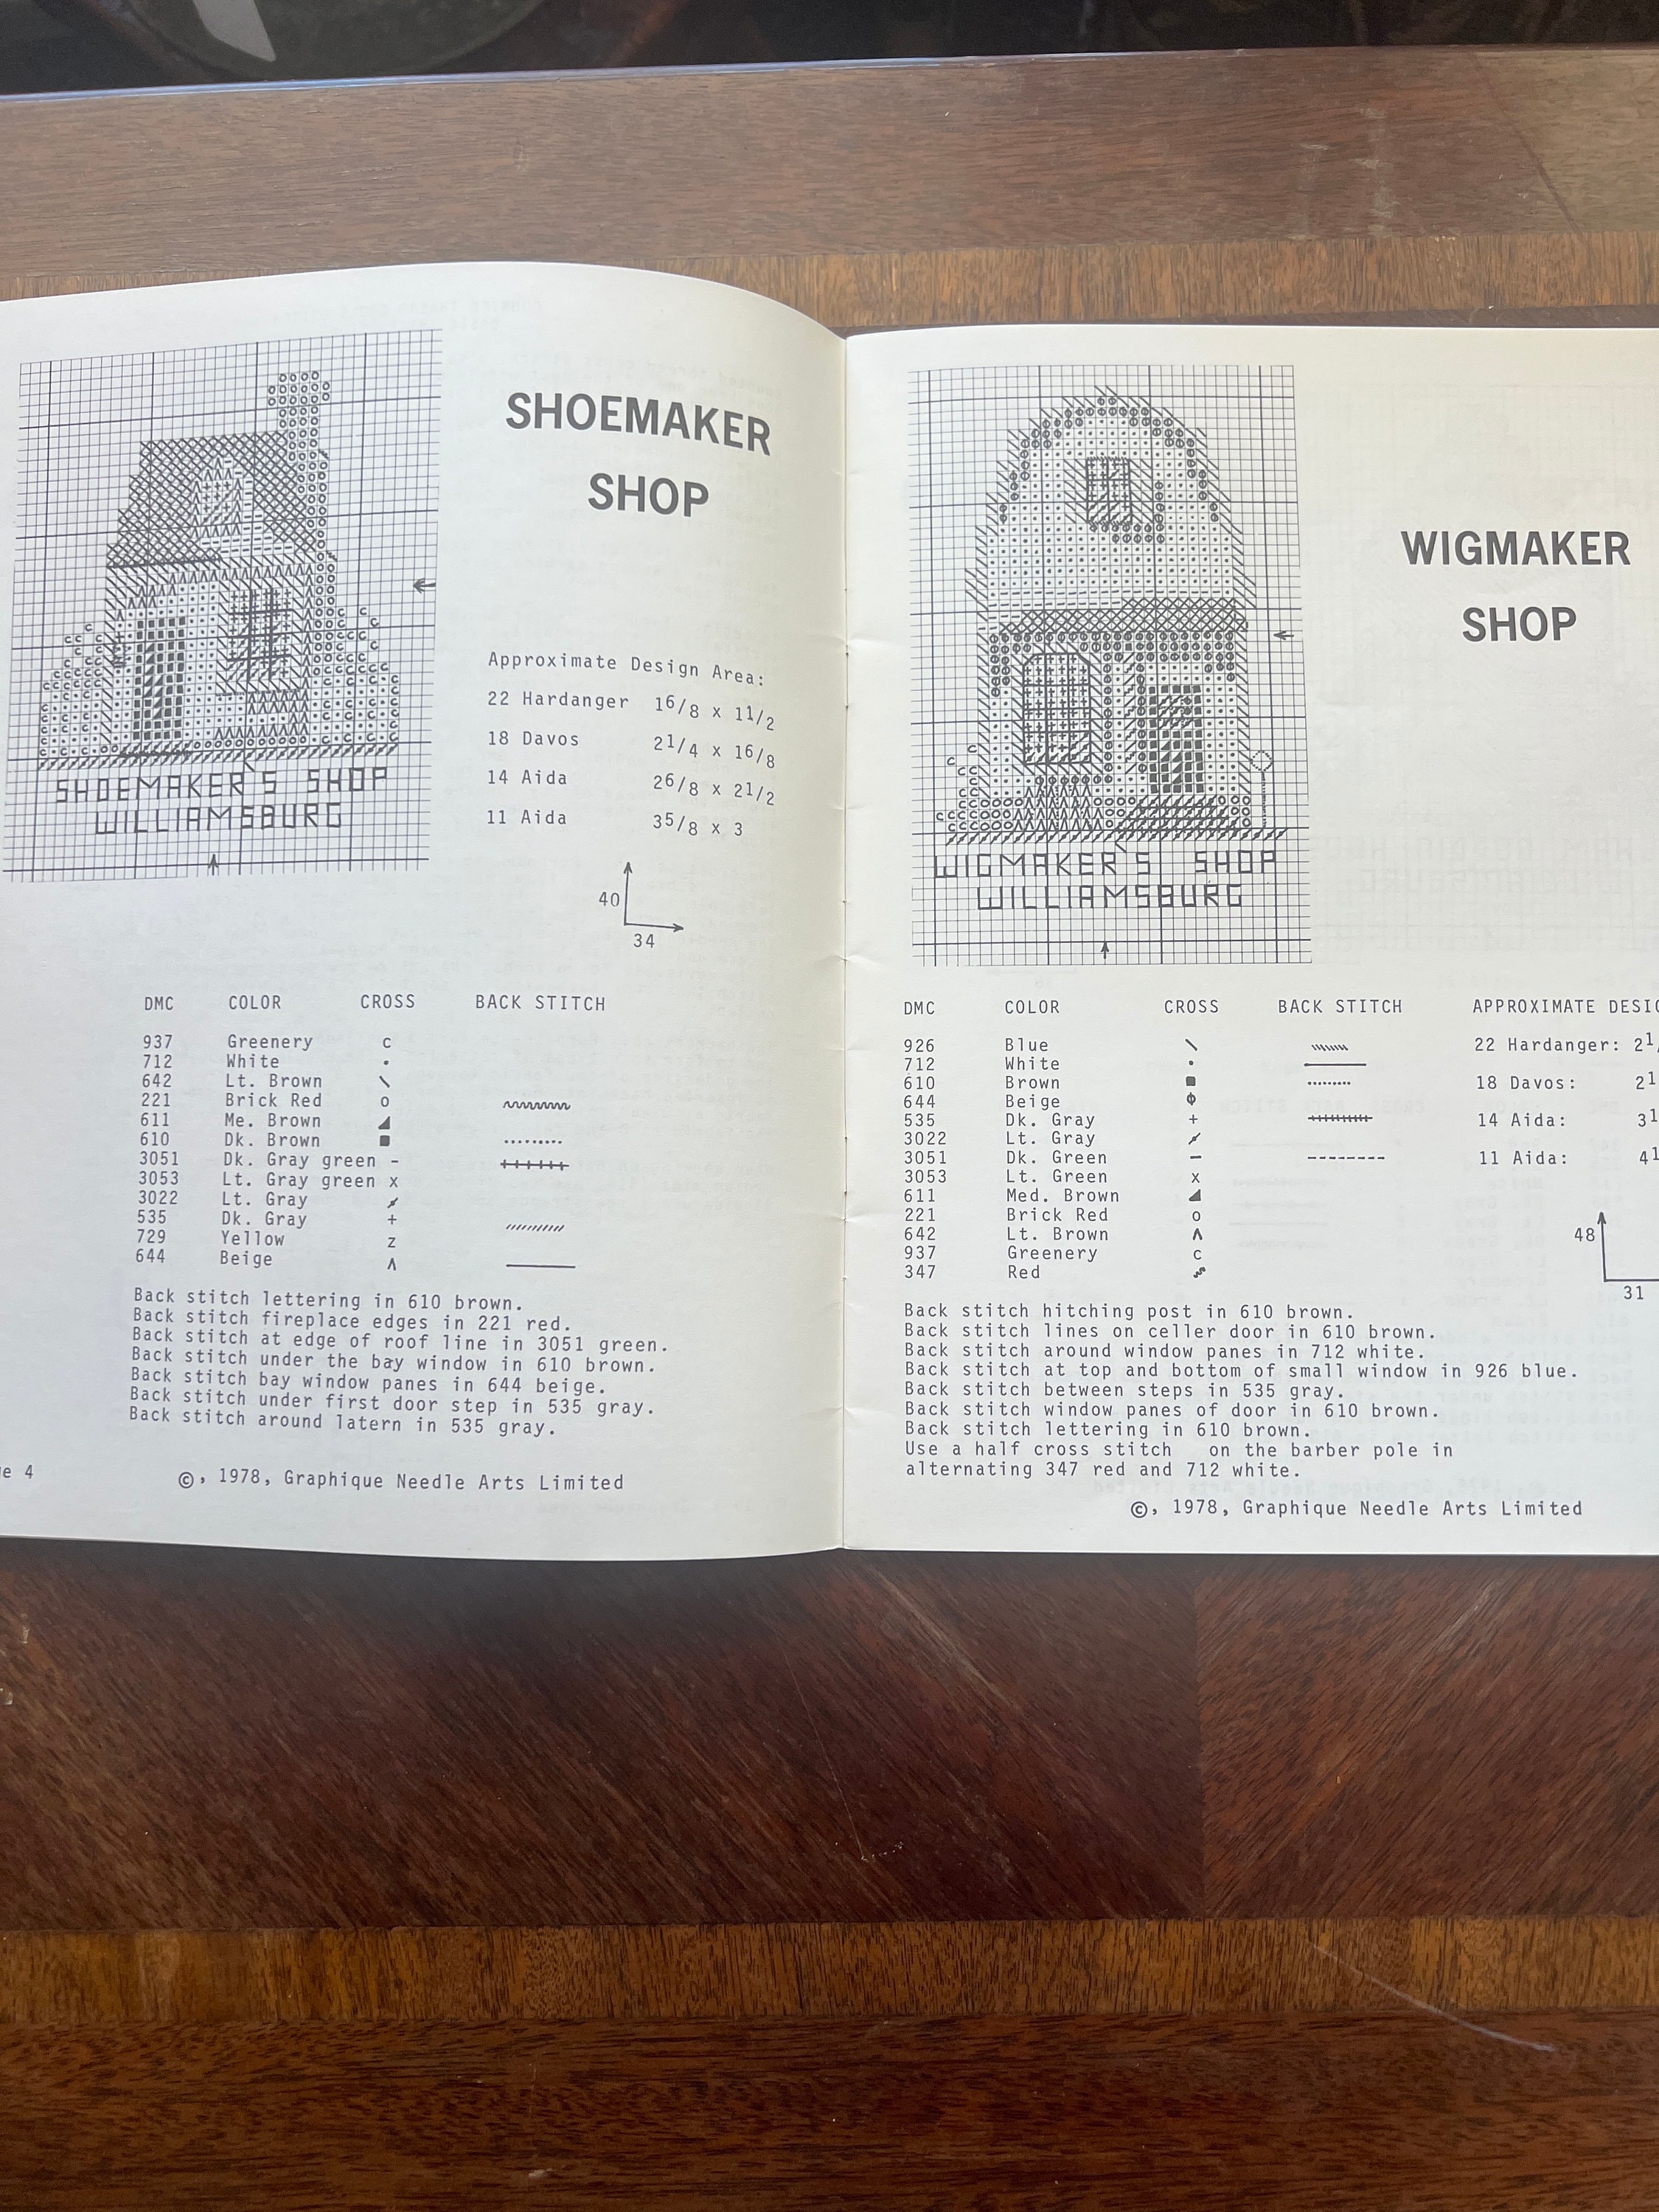 SHOEMAKER
SHOP
Approximate Design Area:
22 Hardanger 16/8 x 11/2
18 Davos 21/4 x 16/8
14 Aida 26/8 x 21/2
11 Aida 35/8 x 3
40
34
SHOEMAKER'S SHOP
WILLIAMSBURG
DMC COLOR CROSS BACK STITCH
937 Greenery c
712 White •
642 Lt. Brown \
221 Brick Red o
611 Me. Brown ◢
610 Dk. Brown ■
3051 Dk. Gray green -
3053 Lt. Gray green x
3022 Lt. Gray
535 Dk. Gray +
729 Yellow z
644 Beige ʌ
Back stitch lettering in 610 brown.
Back stitch fireplace edges in 221 red.
Back stitch at edge of roof line in 3051 green.
Back stitch under the bay window in 610 brown.
Back stitch bay window panes in 644 beige.
Back stitch under first door step in 535 gray.
Back stitch around latern in 535 gray.
e 4
©, 1978, Graphique Needle Arts Limited
WIGMAKER
SHOP
WIGMAKER'S SHOP
WILLIAMSBURG
DMC COLOR CROSS BACK STITCH APPROXIMATE DESIG
926 Blue \ 22 Hardanger: 21/
712 White • 
610 Brown ■ 18 Davos: 21
644 Beige ɸ
535 Dk. Gray + 14 Aida: 31
3022 Lt. Gray
3051 Dk. Green - 11 Aida: 41
3053 Lt. Green x
611 Med. Brown ◢
221 Brick Red o
642 Lt. Brown ʌ
937 Greenery c
347 Red
48
31
Back stitch hitching post in 610 brown.
Back stitch lines on celler door in 610 brown.
Back stitch around window panes in 712 white.
Back stitch at top and bottom of small window in 926 blue.
Back stitch between steps in 535 gray.
Back stitch window panes of door in 610 brown.
Back stitch lettering in 610 brown.
Use a half cross stitch on the barber pole in
alternating 347 red and 712 white.
©, 1978, Graphique Needle Arts Limited